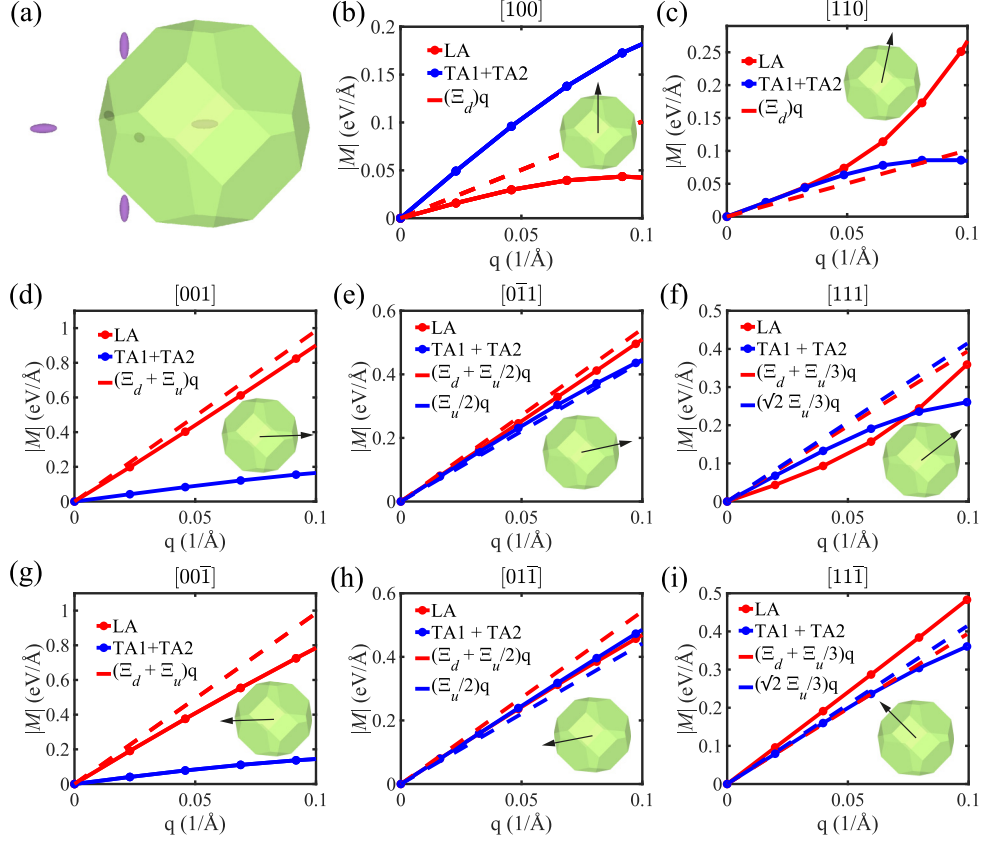 (a)
(b)
[100]
LA
TA1+TA2
(Ξd)q
|M| (eV/Å)
0.2
0.15
0.1
0.05
0
0
0.05
0.1
q (1/Å)
(c)
[110]
LA
TA1+TA2
(Ξd)q
|M| (eV/Å)
0.25
0.2
0.15
0.1
0.05
0
0
0.05
0.1
q (1/Å)
(d)
[001]
LA
TA1+TA2
(Ξd + Ξu)q
|M| (eV/Å)
1
0.8
0.6
0.4
0.2
0
0
0.05
0.1
q (1/Å)
(e)
[01̅1]
LA
TA1 + TA2
(Ξd + Ξu/2)q
(Ξu/2)q
|M| (eV/Å)
0.6
0.4
0.2
0
0
0.05
0.1
q (1/Å)
(f)
[111]
LA
TA1 + TA2
(Ξd + Ξu/3)q
(√2 Ξu/3)q
|M| (eV/Å)
0.5
0.4
0.3
0.2
0.1
0
0
0.05
0.1
q (1/Å)
(g)
[001̅]
LA
TA1+TA2
(Ξd + Ξu)q
|M| (eV/Å)
1
0.8
0.6
0.4
0.2
0
0
0.05
0.1
q (1/Å)
(h)
[011̅]
LA
TA1 + TA2
(Ξd + Ξu/2)q
(Ξu/2)q
|M| (eV/Å)
0.6
0.4
0.2
0
0
0.05
0.1
q (1/Å)
(i)
[111̅]
LA
TA1 + TA2
(Ξd + Ξu/3)q
(√2 Ξu/3)q
|M| (eV/Å)
0.5
0.4
0.3
0.2
0.1
0
0
0.05
0.1
q (1/Å)